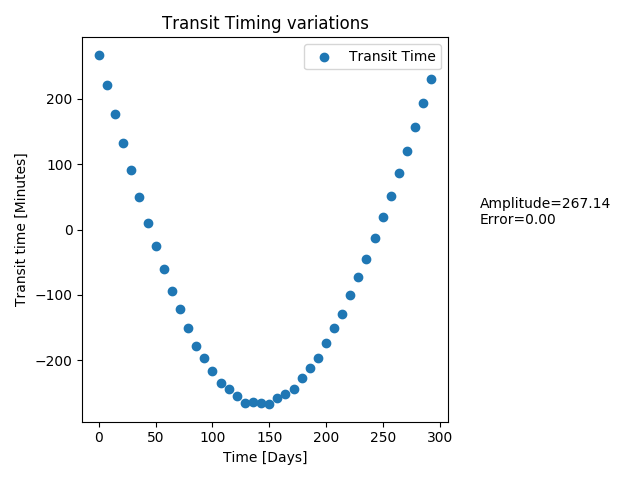 Transit Timing variations
Transit Time
Transit time [Minutes]
200
100
0
−100
−200
0
50
100
150
200
250
300
Time [Days]
Amplitude=267.14
Error=0.00